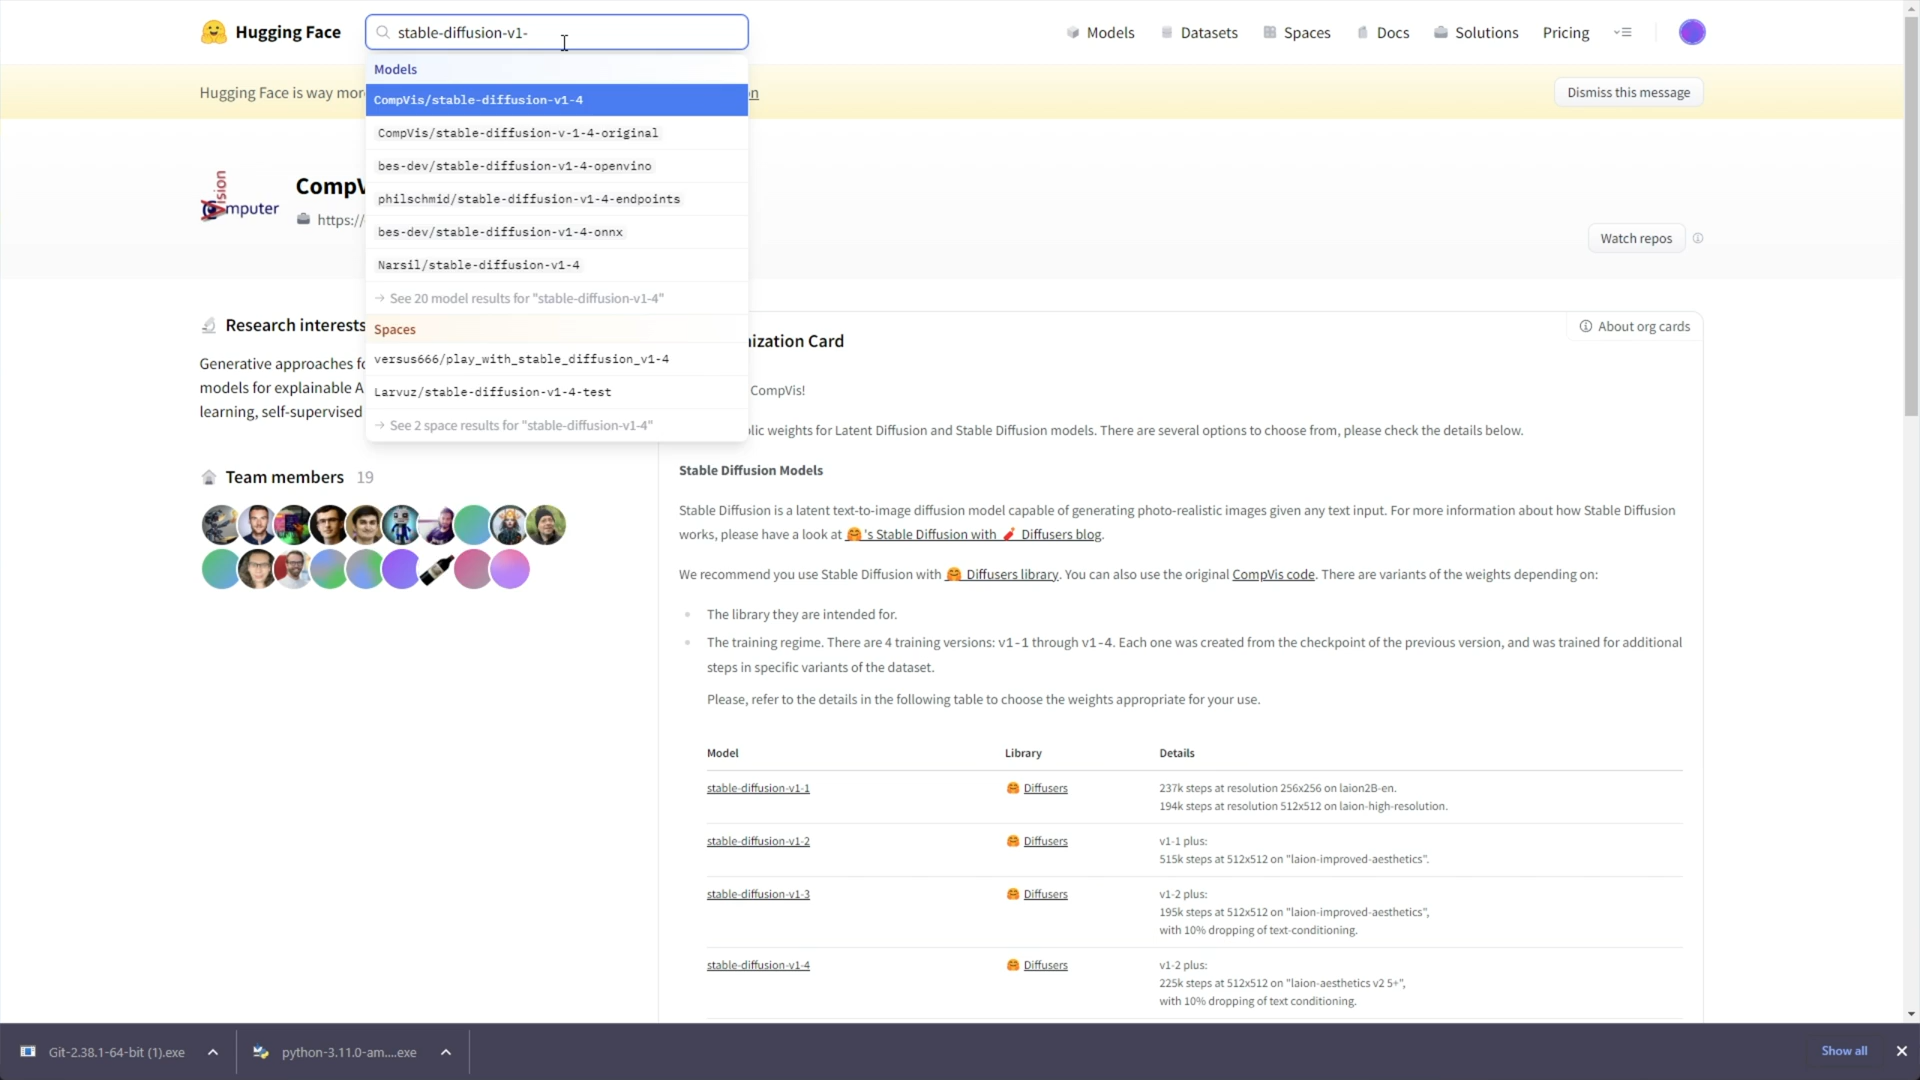 Hugging Face
stable-diffusion-v1-
Models
Datasets
Spaces
Docs
Solutions
Pricing
Hugging Face is way mor
n
Dismiss this message
Models
CompVis/stable-diffusion-v1-4
CompVis/stable-diffusion-v-1-4-original
bes-dev/stable-diffusion-v1-4-openvino
philschmid/stable-diffusion-v1-4-endpoints
bes-dev/stable-diffusion-v1-4-onnx
Narsil/stable-diffusion-v1-4
→ See 20 model results for "stable-diffusion-v1-4"
Spaces
versus666/play_with_stable_diffusion_v1-4
Larvuz/stable-diffusion-v1-4-test
→ See 2 space results for "stable-diffusion-v1-4"
Computer
Vision
CompV
https://
Watch repos
Research interests
Generative approaches fo
models for explainable A
learning, self-supervised
Team members 19
nization Card
About org cards
CompVis!
lic weights for Latent Diffusion and Stable Diffusion models. There are several options to choose from, please check the details below.
Stable Diffusion Models
Stable Diffusion is a latent text-to-image diffusion model capable of generating photo-realistic images given any text input. For more information about how Stable Diffusion
works, please have a look at 🤗's Stable Diffusion with 🧨 Diffusers blog.
We recommend you use Stable Diffusion with 🤗 Diffusers library. You can also use the original CompVis code. There are variants of the weights depending on:
The library they are intended for.
The training regime. There are 4 training versions: v1-1 through v1-4. Each one was created from the checkpoint of the previous version, and was trained for additional
steps in specific variants of the dataset.
Please, refer to the details in the following table to choose the weights appropriate for your use.
Model Library Details
stable-diffusion-v1-1 🤗 Diffusers 237k steps at resolution 256x256 on laion2B-en.
194k steps at resolution 512x512 on laion-high-resolution.
stable-diffusion-v1-2 🤗 Diffusers v1-1 plus:
515k steps at 512x512 on "laion-improved-aesthetics".
stable-diffusion-v1-3 🤗 Diffusers v1-2 plus:
195k steps at 512x512 on "laion-improved-aesthetics",
with 10% dropping of text-conditioning.
stable-diffusion-v1-4 🤗 Diffusers v1-2 plus:
225k steps at 512x512 on "laion-aesthetics v2 5+",
with 10% dropping of text conditioning.
Git-2.38.1-64-bit (1).exe
python-3.11.0-am....exe
Show all